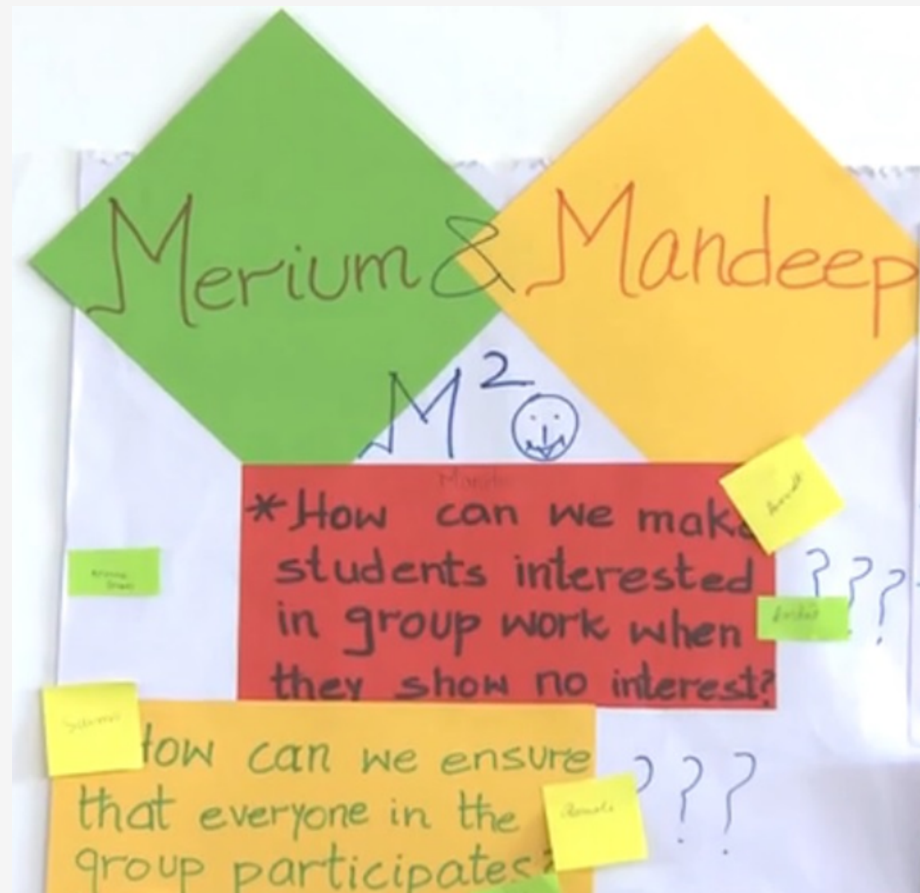 Merium & Mandeep
M²
*How can we make
students interested
in group work when
they show no interest?
???
How can we ensure
that everyone in the
group participates?
???